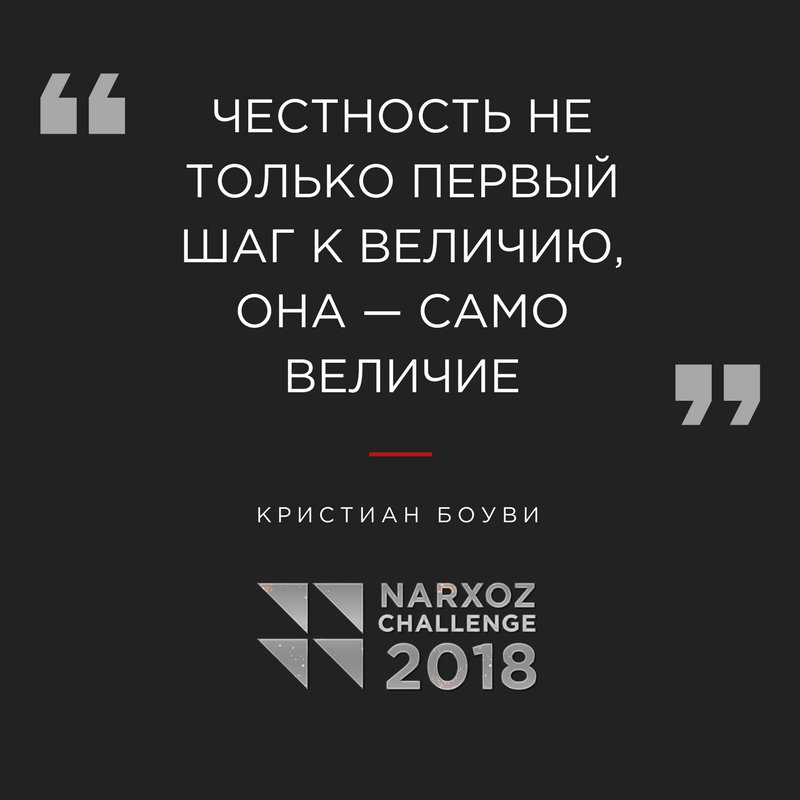 “
ЧЕСТНОСТЬ НЕ
ТОЛЬКО ПЕРВЫЙ
ШАГ К ВЕЛИЧИЮ,
ОНА — САМО
ВЕЛИЧИЕ
”
КРИСТИАН БОУВИ
NARXOZ
CHALLENGE
2018